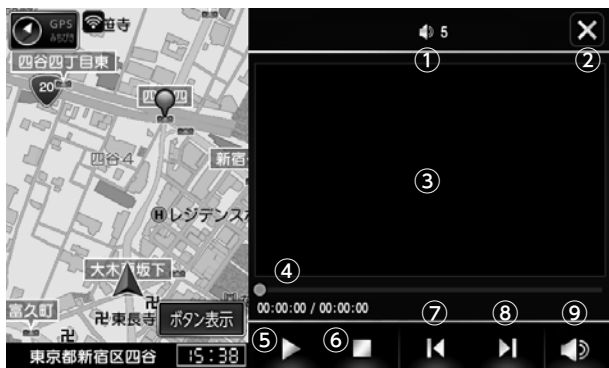 GPS
みちびき
笹寺
四谷四丁目東
20
四谷4
新宿
Ⓗレジデンス
大木戸坂下
富久町
卍
卍
卍東長寺
ボタン表示
東京都新宿区四谷
15:38
5
①
②
③
④
00:00:00 / 00:00:00
⑤
⑥
⑦
⑧
⑨